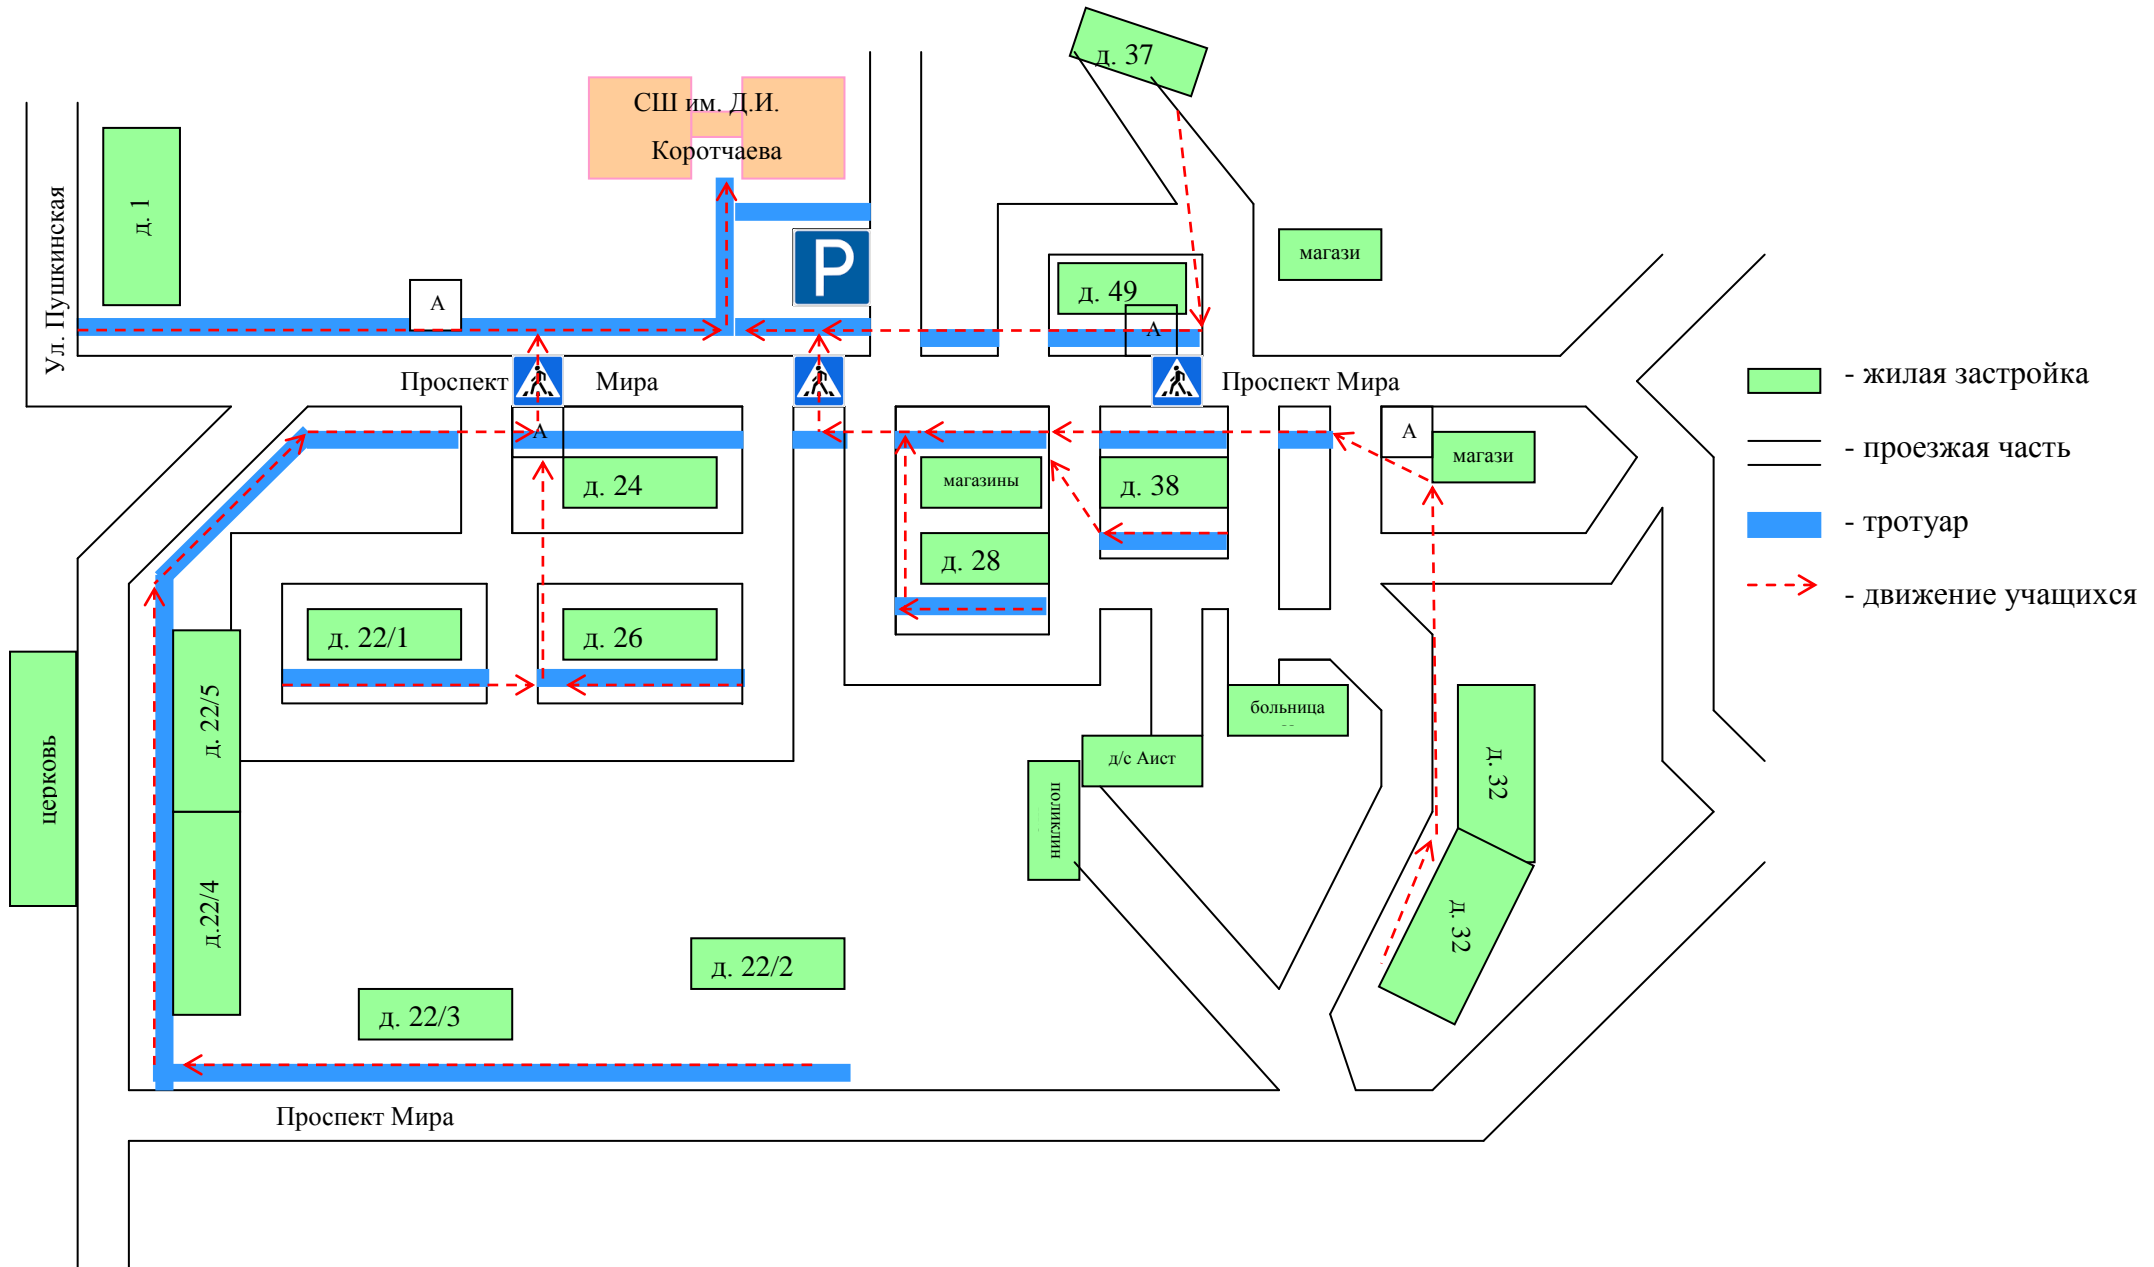 д. 37
СШ им. Д.И.
Коротчаева
д. 1
Ул. Пушкинская
P
магази
А
д. 49
А
Проспект
Мира
Проспект Мира
- жилая застройка
- проезжая часть
- тротуар
- движение учащихся
А
А
магази
д. 24
магазины
д. 38
д. 28
д. 22/1
д. 26
д. 22/5
больница
церковь
д/с Аист
д. 32
поликлин
д.22/4
д. 32
д. 22/2
д. 22/3
Проспект Мира